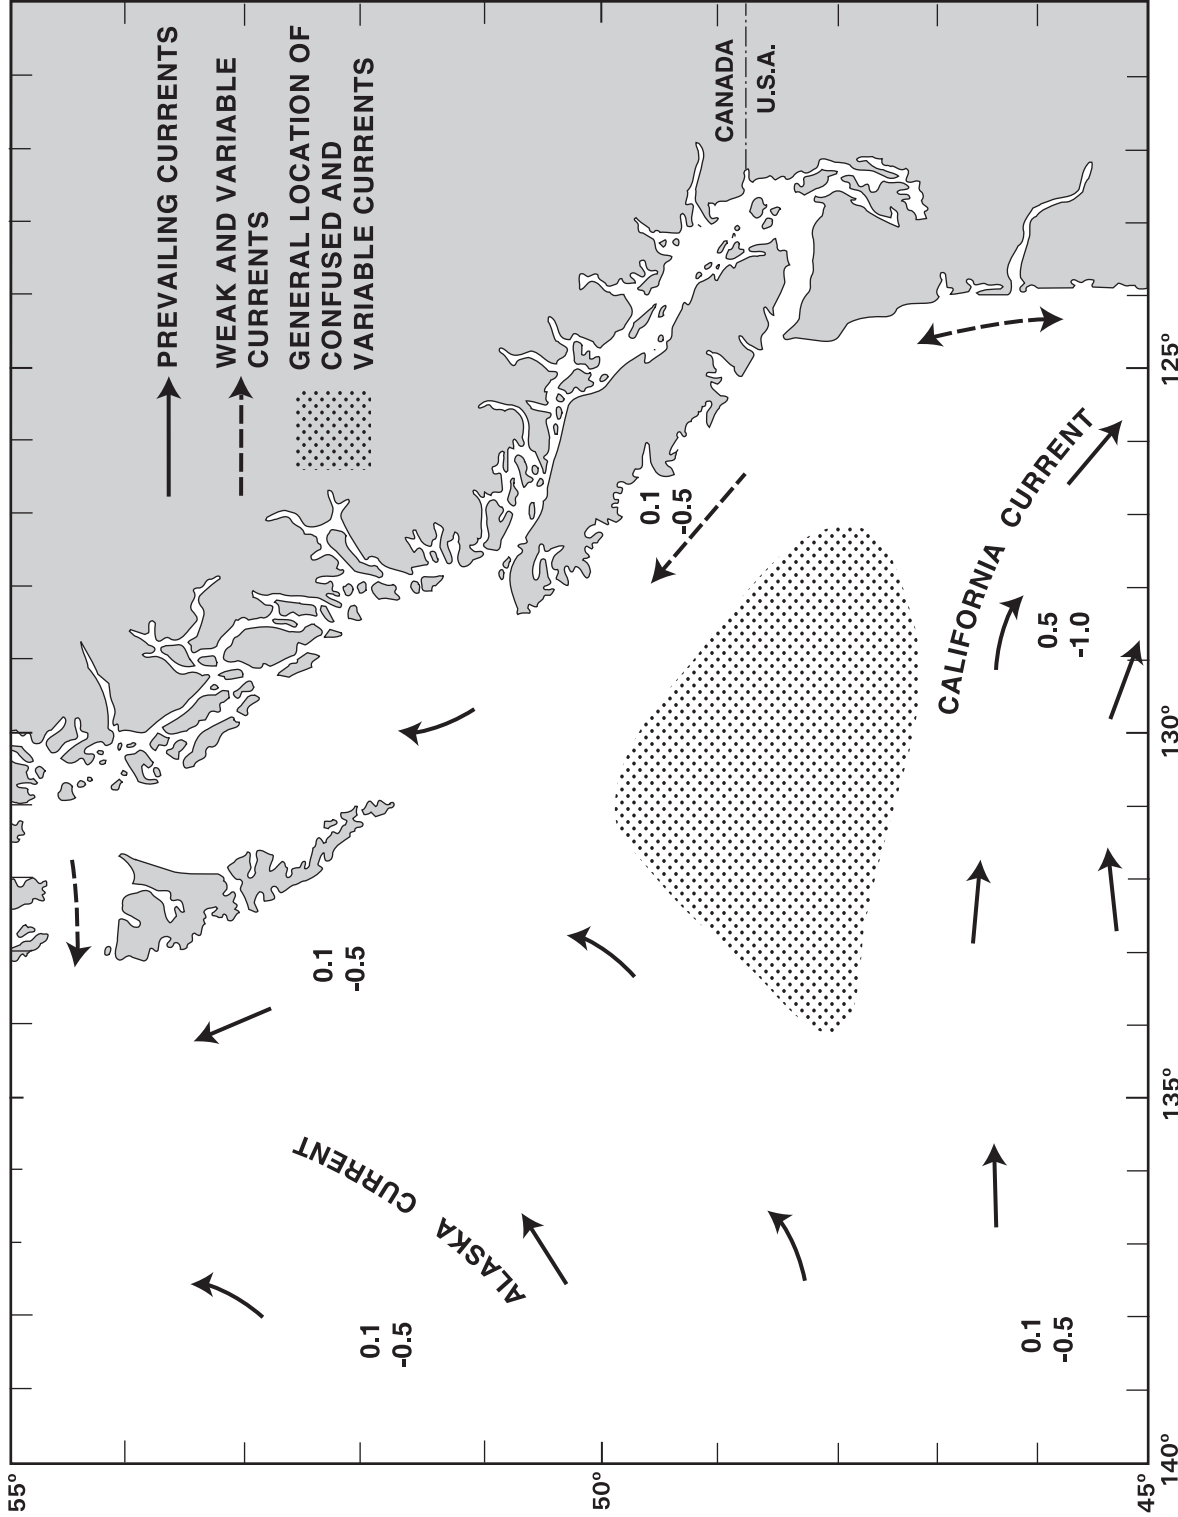 PREVAILING CURRENTS
WEAK AND VARIABLE
CURRENTS
GENERAL LOCATION OF
CONFUSED AND
VARIABLE CURRENTS
CANADA
U.S.A.
0.1
-0.5
CALIFORNIA CURRENT
0.5
-1.0
0.1
-0.5
ALASKA CURRENT
0.1
-0.5
0.1
-0.5
55°
50°
45°
140°
135°
130°
125°